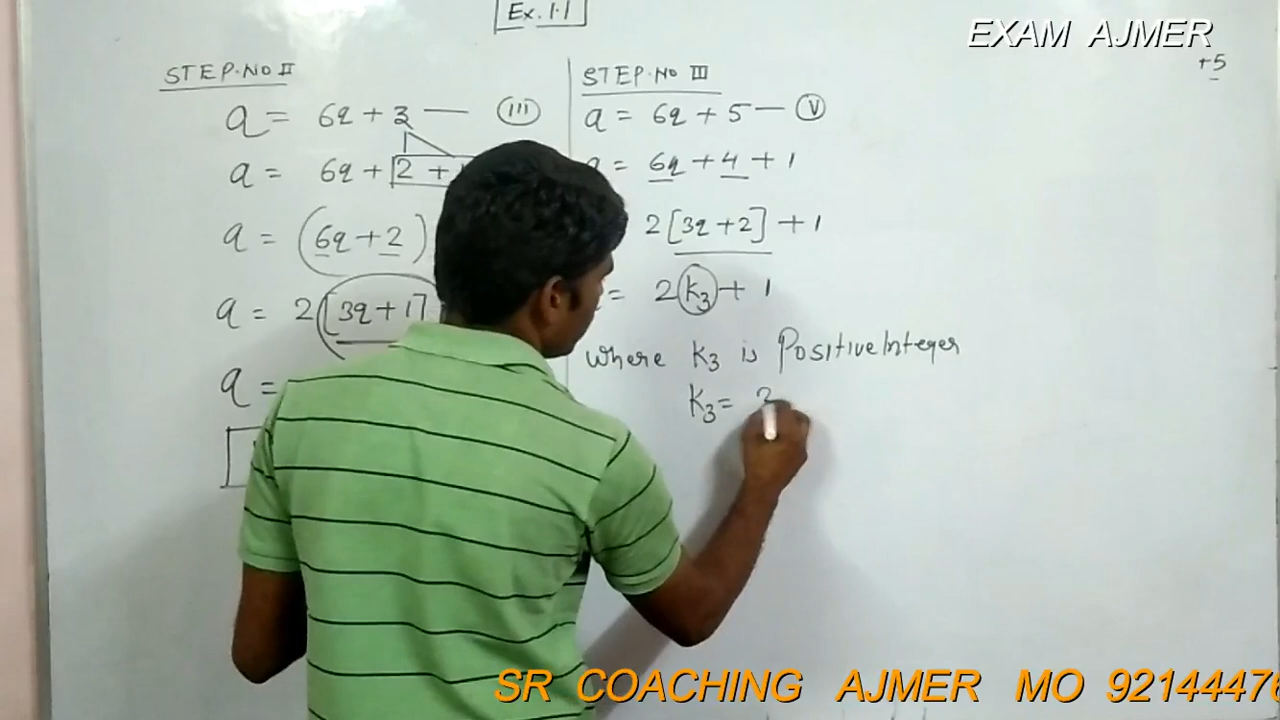 Ex. 1.1
EXAM AJMER
+5
STEP. NO II
a = 6q + 3 — (III)
a = 6q + 2 +
a = (6q + 2)
a = 2[3q + 1]
a =
STEP. NO III
a = 6q + 5 — (V)
= 6q + 4 + 1
2[3q + 2] + 1
= 2 K₃ + 1
Where K₃ is Positive Integer
K₃ =
SR COACHING AJMER MO 92144476